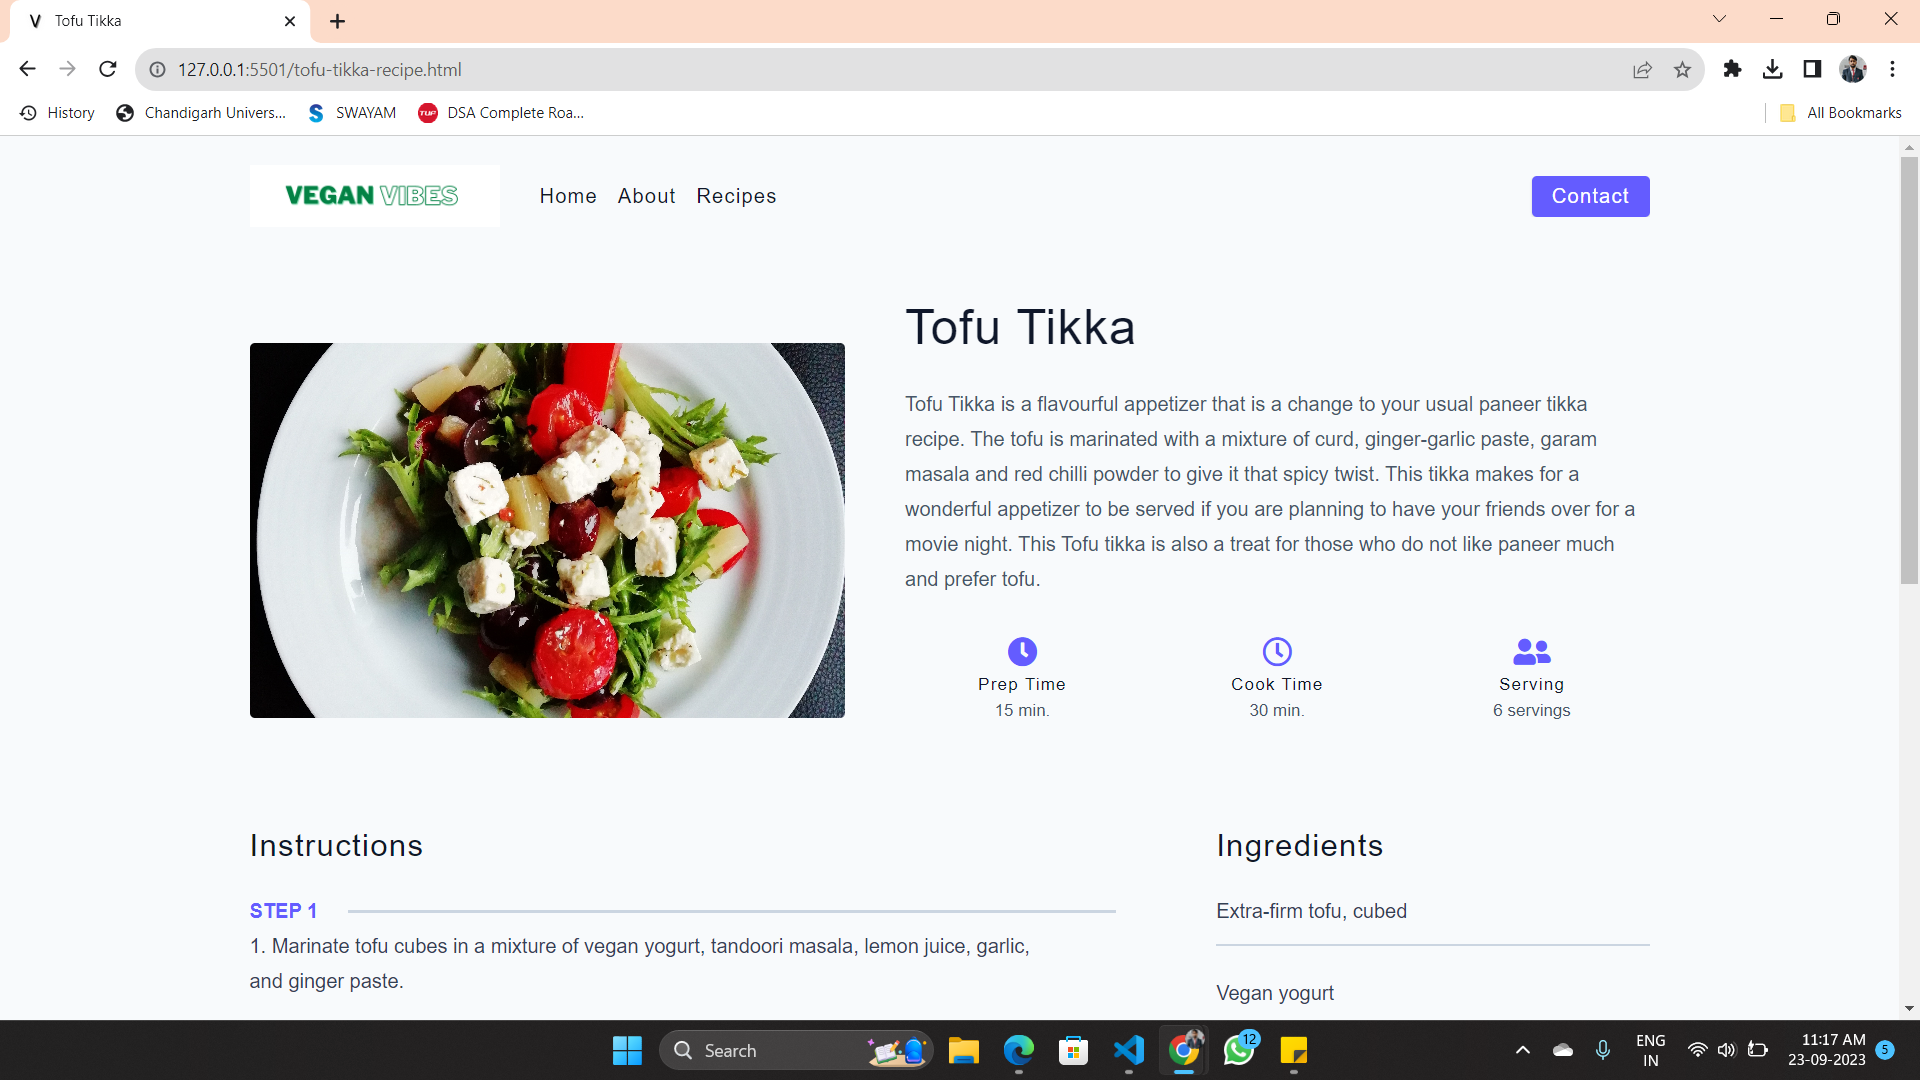 Tofu Tikka
127.0.0.1:5501/tofu-tikka-recipe.html
History
Chandigarh Univers...
SWAYAM
TUF
DSA Complete Roa...
All Bookmarks
VEGAN VIBES
Home
About
Recipes
Contact
Tofu Tikka
Tofu Tikka is a flavourful appetizer that is a change to your usual paneer tikka
recipe. The tofu is marinated with a mixture of curd, ginger-garlic paste, garam
masala and red chilli powder to give it that spicy twist. This tikka makes for a
wonderful appetizer to be served if you are planning to have your friends over for a
movie night. This Tofu tikka is also a treat for those who do not like paneer much
and prefer tofu.
Prep Time
15 min.
Cook Time
30 min.
Serving
6 servings
Instructions
STEP 1
1. Marinate tofu cubes in a mixture of vegan yogurt, tandoori masala, lemon juice, garlic,
and ginger paste.
Ingredients
Extra-firm tofu, cubed
Vegan yogurt
Search
12
ENG
IN
11:17 AM
23-09-2023
5